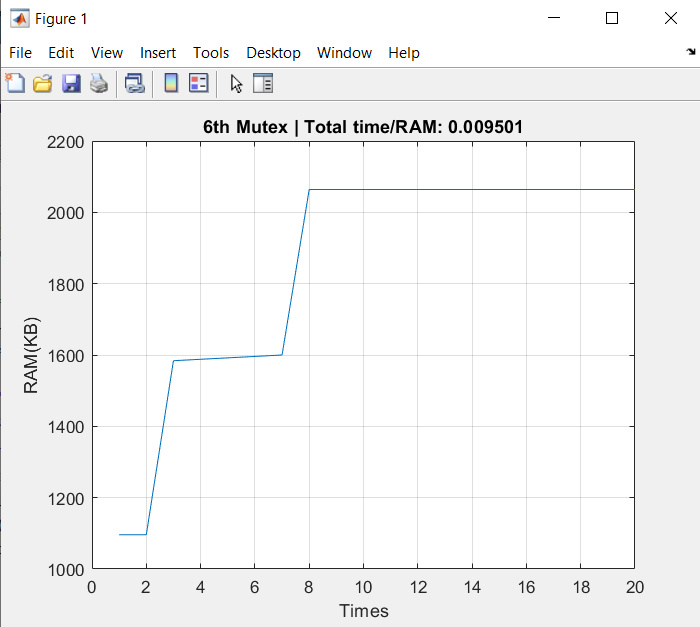 Figure 1
File Edit View Insert Tools Desktop Window Help
6th Mutex | Total time/RAM: 0.009501
2200
2000
1800
1600
1400
1200
1000
RAM(KB)
0 2 4 6 8 10 12 14 16 18 20
Times